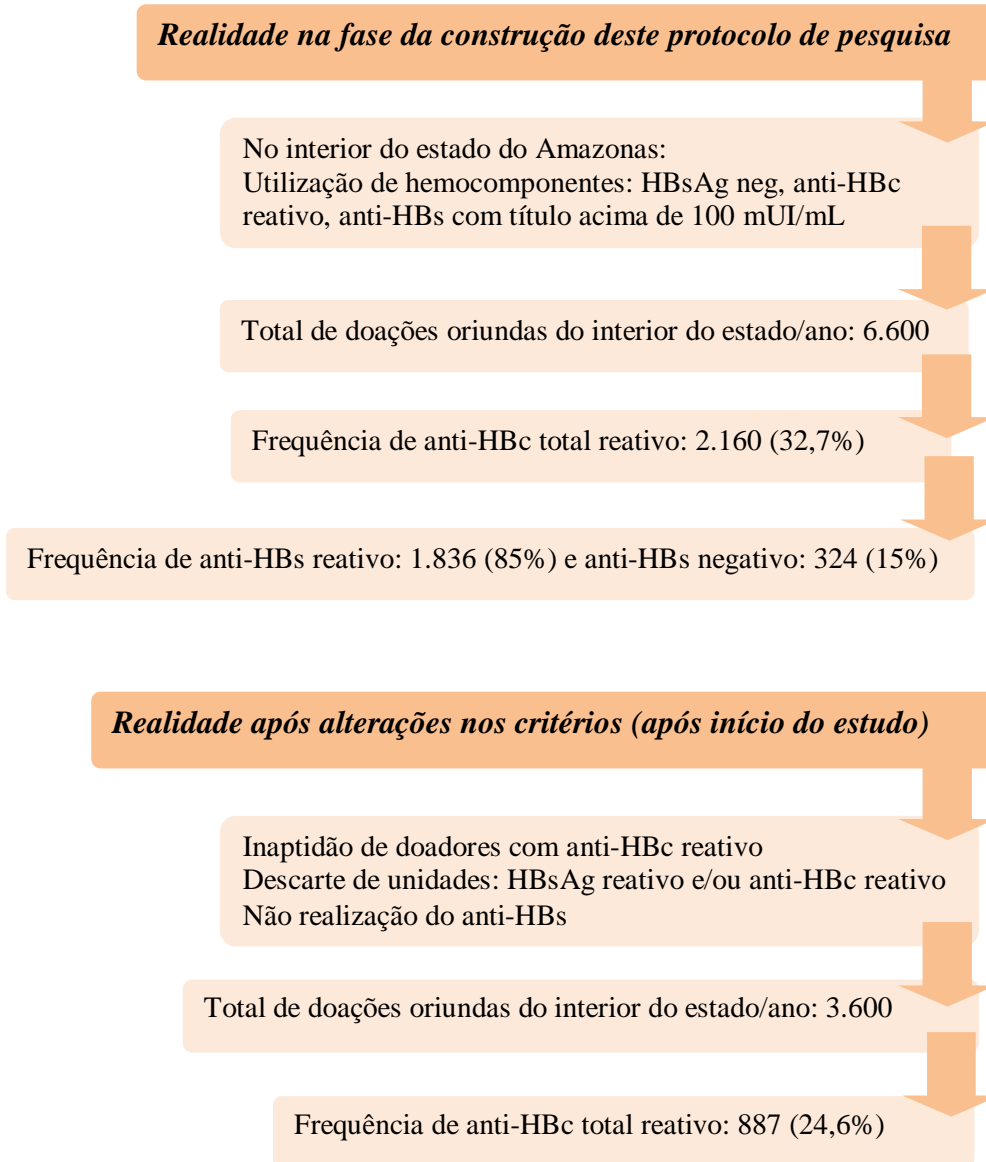 Realidade na fase da construção deste protocolo de pesquisa
No interior do estado do Amazonas:
Utilização de hemocomponentes: HBsAg neg, anti-HBc
reativo, anti-HBs com título acima de 100 mUI/mL
Total de doações oriundas do interior do estado/ano: 6.600
Frequência de anti-HBc total reativo: 2.160 (32,7%)
Frequência de anti-HBs reativo: 1.836 (85%) e anti-HBs negativo: 324 (15%)
Realidade após alterações nos critérios (após início do estudo)
Inaptidão de doadores com anti-HBc reativo
Descarte de unidades: HBsAg reativo e/ou anti-HBc reativo
Não realização do anti-HBs
Total de doações oriundas do interior do estado/ano: 3.600
Frequência de anti-HBc total reativo: 887 (24,6%)